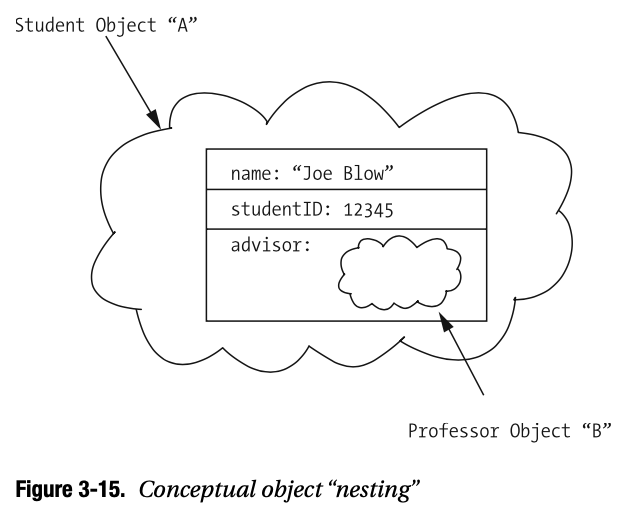 Student Object “A”
name: “Joe Blow”
studentID: 12345
advisor:
Professor Object “B”
Figure 3-15. Conceptual object “nesting”